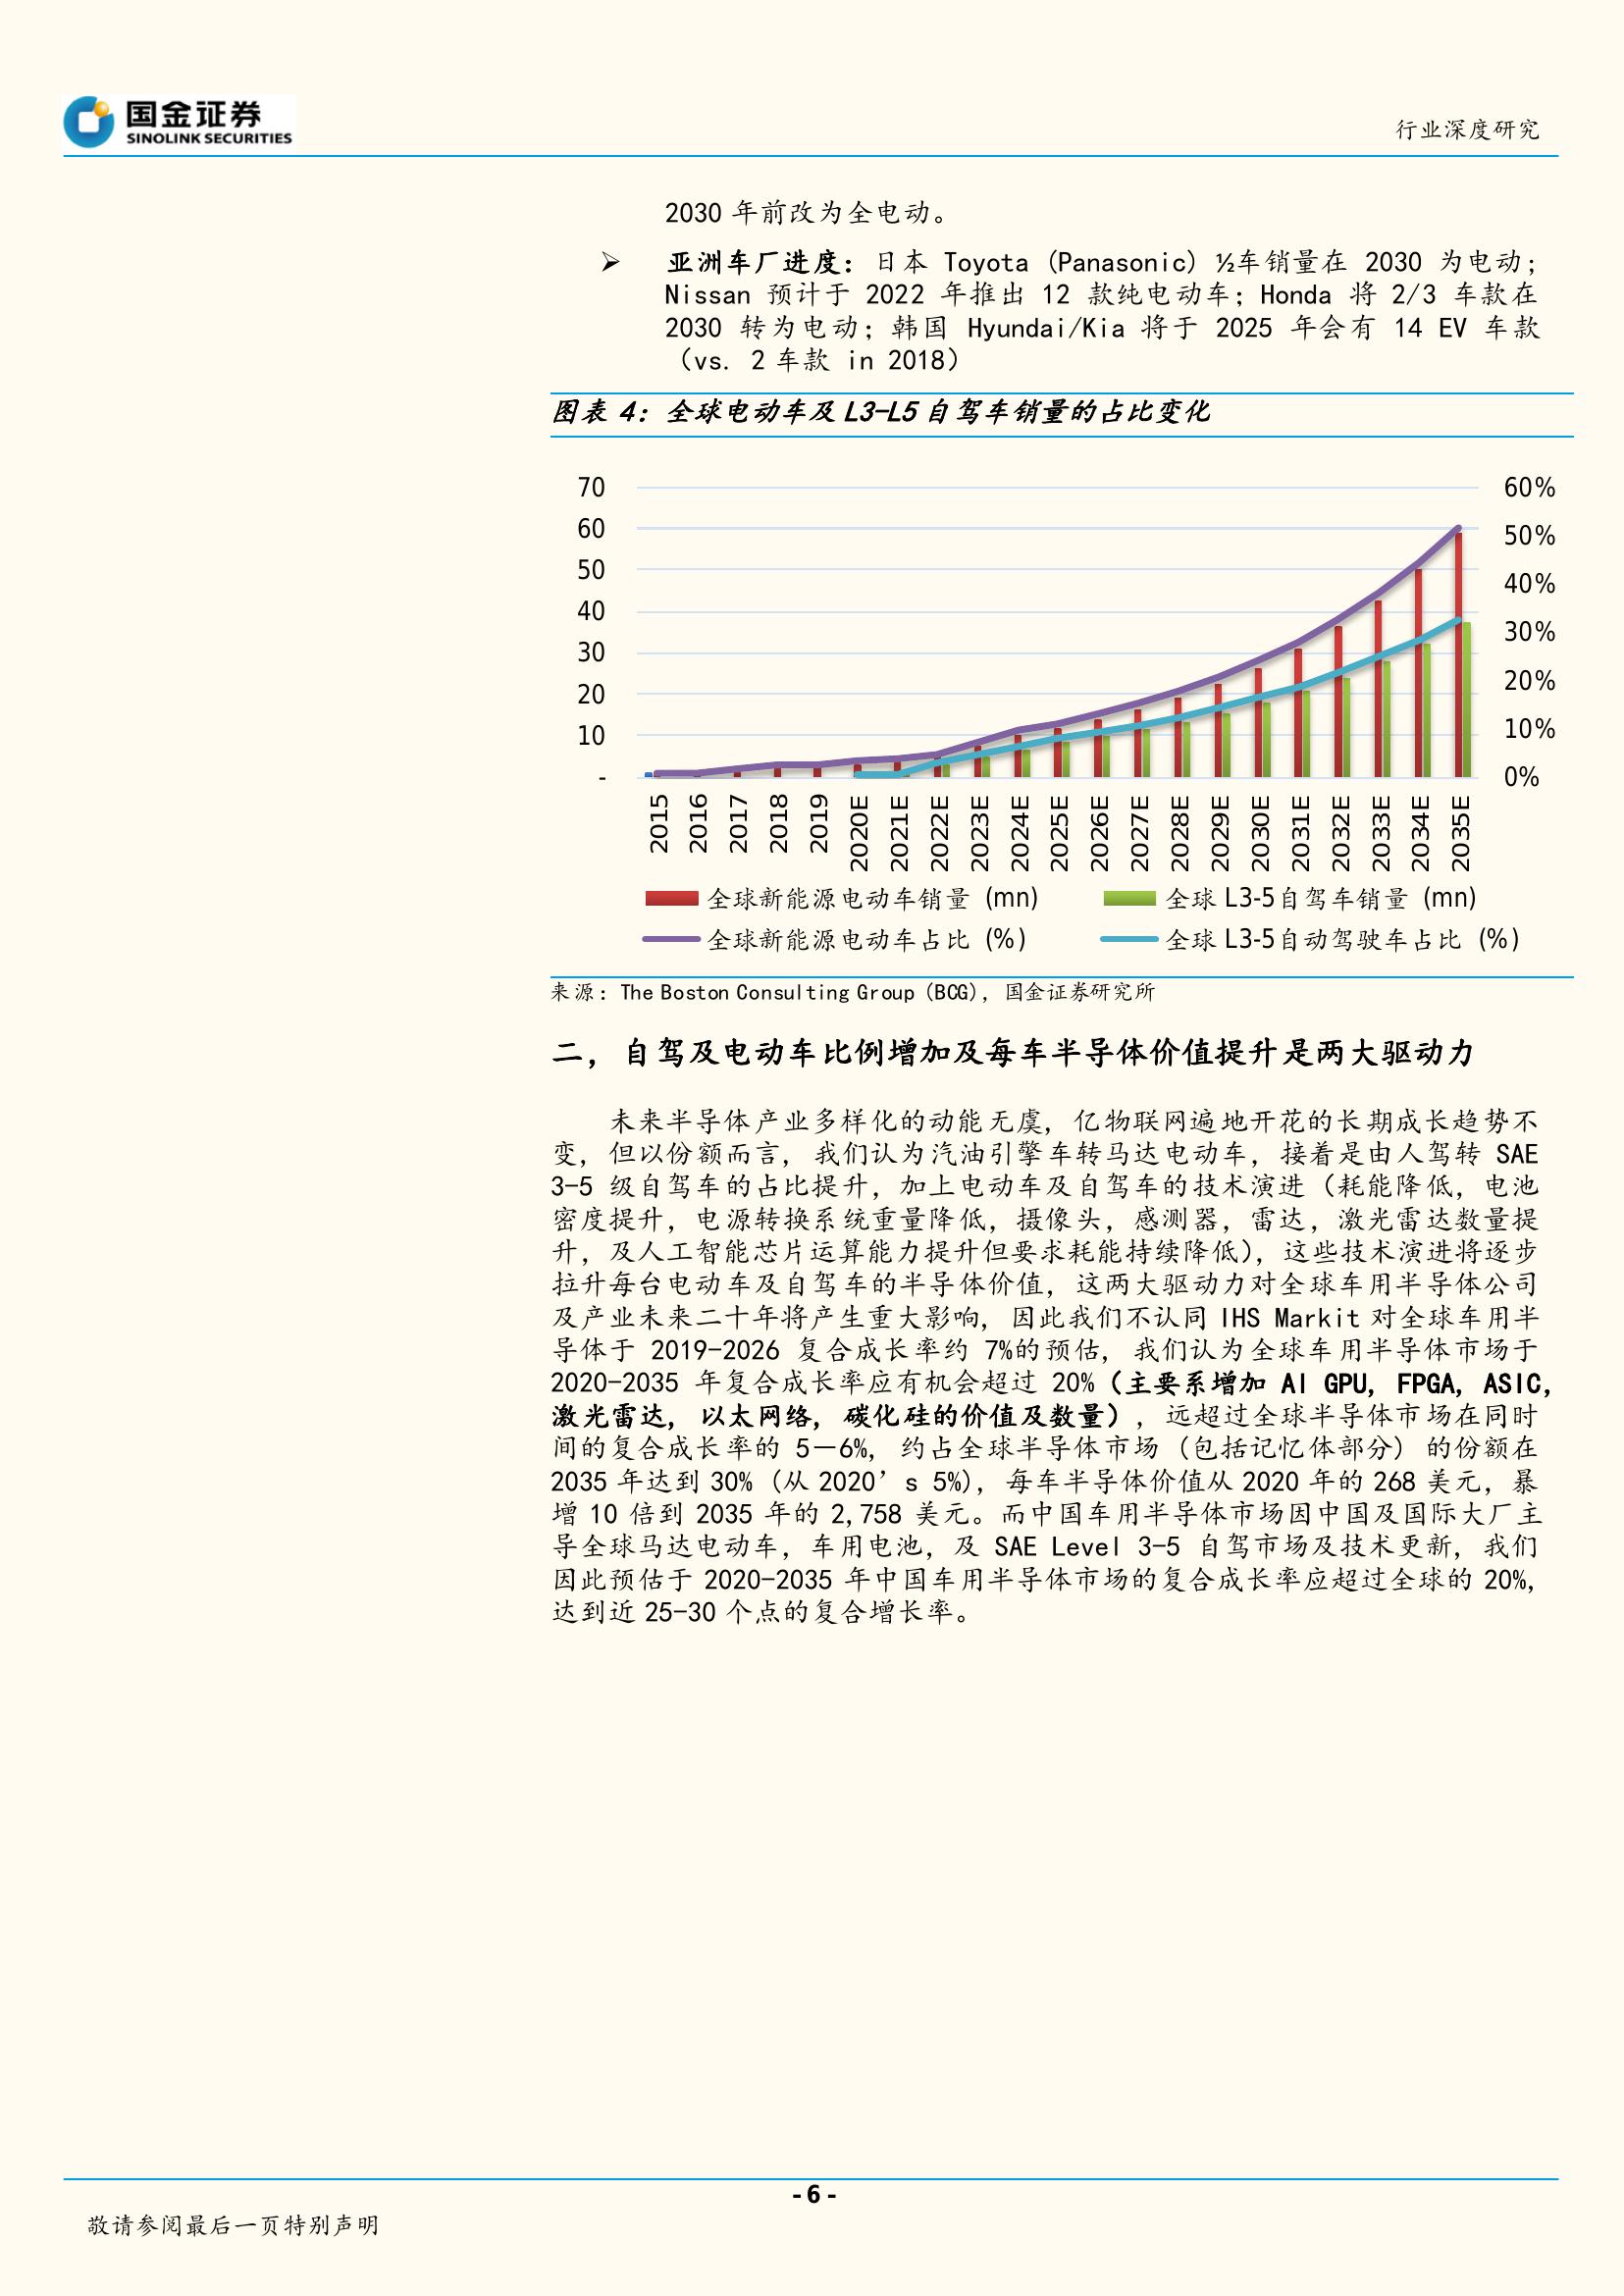 国金证券
SINOLINK SECURITIES
行业深度研究
2030 年前改为全电动。
➢ 亚洲车厂进度：日本 Toyota (Panasonic) ½车销量在 2030 为电动；
Nissan 预计于 2022 年推出 12 款纯电动车；Honda 将 2/3 车款在
2030 转为电动；韩国 Hyundai/Kia 将于 2025 年会有 14 EV 车款
（vs. 2 车款 in 2018）
图表 4：全球电动车及 L3-L5 自驾车销量的占比变化
70
60
50
40
30
20
10
-
60%
50%
40%
30%
20%
10%
0%
2015
2016
2017
2018
2019
2020E
2021E
2022E
2023E
2024E
2025E
2026E
2027E
2028E
2029E
2030E
2031E
2032E
2033E
2034E
2035E
全球新能源电动车销量 (mn)
全球 L3-5自驾车销量 (mn)
全球新能源电动车占比 (%)
全球 L3-5自动驾驶车占比 (%)
来源：The Boston Consulting Group (BCG)，国金证券研究所
二，自驾及电动车比例增加及每车半导体价值提升是两大驱动力
未来半导体产业多样化的动能无虞，亿物联网遍地开花的长期成长趋势不
变，但以份额而言，我们认为汽油引擎车转马达电动车，接着是由人驾转 SAE
3-5 级自驾车的占比提升，加上电动车及自驾车的技术演进（耗能降低，电池
密度提升，电源转换系统重量降低，摄像头，感测器，雷达，激光雷达数量提
升，及人工智能芯片运算能力提升但要求耗能持续降低），这些技术演进将逐步
拉升每台电动车及自驾车的半导体价值，这两大驱动力对全球车用半导体公司
及产业未来二十年将产生重大影响，因此我们不认同 IHS Markit 对全球车用半
导体于 2019-2026 复合成长率约 7%的预估，我们认为全球车用半导体市场于
2020-2035 年复合成长率应有机会超过 20%（主要系增加 AI GPU, FPGA, ASIC,
激光雷达, 以太网络, 碳化硅的价值及数量），远超过全球半导体市场在同时
间的复合成长率的 5－6%，约占全球半导体市场（包括记忆体部分）的份额在
2035 年达到 30%（从 2020’s 5%），每车半导体价值从 2020 年的 268 美元，暴
增 10 倍到 2035 年的 2,758 美元。而中国车用半导体市场因中国及国际大厂主
导全球马达电动车，车用电池，及 SAE Level 3-5 自驾市场及技术更新，我们
因此预估于 2020-2035 年中国车用半导体市场的复合成长率应超过全球的 20%，
达到近 25-30 个点的复合增长率。
- 6 -
敬请参阅最后一页特别声明